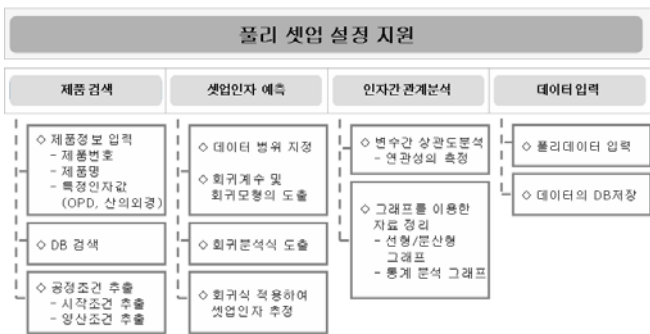 풀리 셋업 설정 지원
제품 검색
◇ 제품정보 입력
- 제품번호
- 제품명
- 특정인자값
(OPD, 산의외경)
◇ DB 검색
◇ 공정조건 추출
- 시작조건 추출
- 양산조건 추출
셋업인자 예측
◇ 데이터 범위 지정
◇ 회귀계수 및
회귀모형의 도출
◇ 회귀분석식 도출
◇ 회귀식 적용하여
셋업인자 추정
인자간 관계분석
◇ 변수간 상관도분석
- 연관성의 측정
◇ 그래프를 이용한
자료 정리
- 선형/분산형
그래프
- 통계 분석 그래프
데이터 입력
◇ 풀리데이터 입력
◇ 데이터의 DB저장